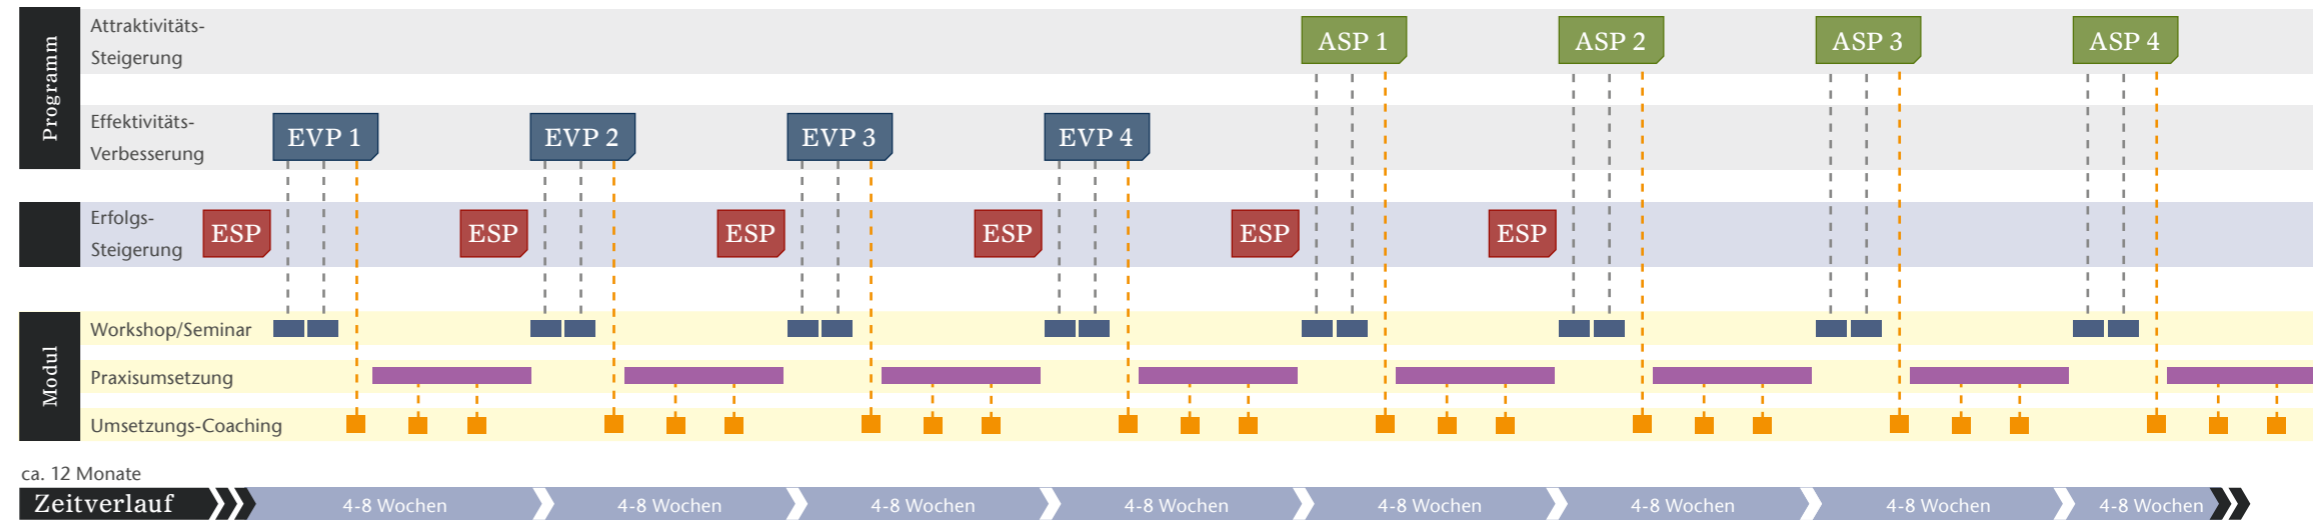 Programm
Attraktivitäts-
Steigerung
ASP 1
ASP 2
ASP 3
ASP 4
Effektivitäts-
Verbesserung
EVP 1
EVP 2
EVP 3
EVP 4
Erfolgs-
Steigerung
ESP
ESP
ESP
ESP
ESP
ESP
Modul
Workshop/Seminar
Praxisumsetzung
Umsetzungs-Coaching
ca. 12 Monate
Zeitverlauf
4-8 Wochen
4-8 Wochen
4-8 Wochen
4-8 Wochen
4-8 Wochen
4-8 Wochen
4-8 Wochen
4-8 Wochen